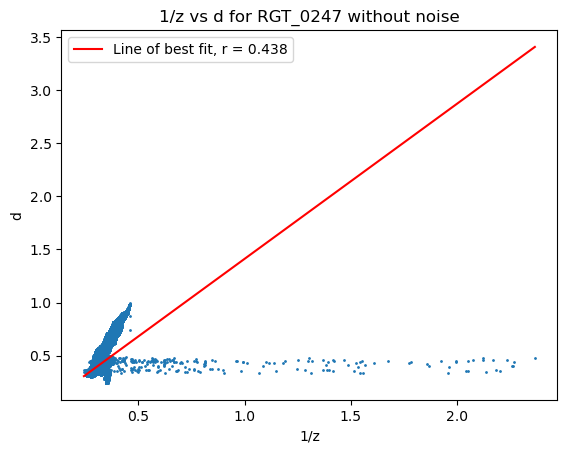 1/z vs d for RGT_0247 without noise
Line of best fit, r = 0.438
3.5
3.0
2.5
2.0
1.5
1.0
0.5
d
0.5 1.0 1.5 2.0
1/z